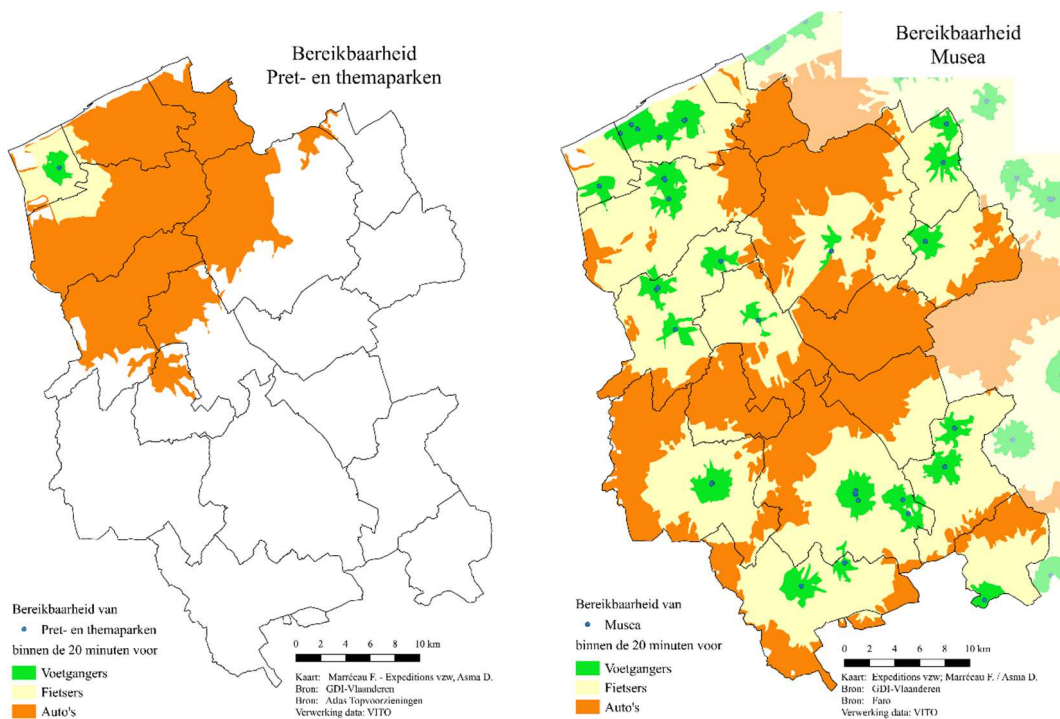 Bereikbaarheid
Pret- en themaparken
Bereikbaarheid van
Pret- en themaparken
binnen de 20 minuten voor
Voetgangers
Fietsers
Auto's
0 2 4 6 8 10 km
Kaart: Marrécau F. - Expeditions vzw, Asma D.
Bron: GDI-Vlaanderen
Bron: Atlas Topvoorzieningen
Verwerking data: VITO
Bereikbaarheid
Musea
Bereikbaarheid van
Musea
binnen de 20 minuten voor
Voetgangers
Fietsers
Auto's
0 2 4 6 8 10 km
Kaart: Expeditions vzw; Marrécau F. / Asma D.
Bron: GDI-Vlaanderen
Bron: Faro
Verwerking data: VITO